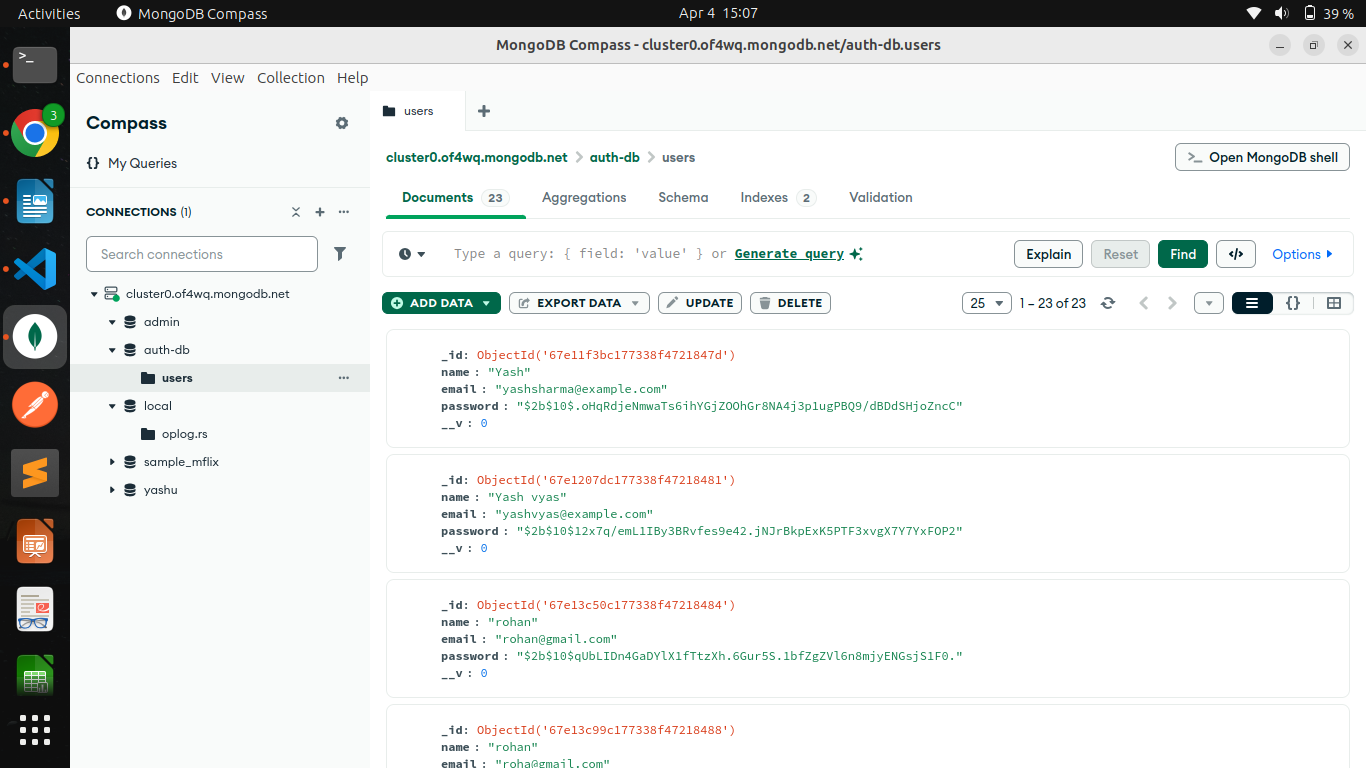 Activities MongoDB Compass Apr 4 15:07 39 %
MongoDB Compass - cluster0.of4wq.mongodb.net/auth-db.users
Connections Edit View Collection Help
3
Compass
users
My Queries
cluster0.of4wq.mongodb.net auth-db users
>_ Open MongoDB shell
CONNECTIONS (1)
Documents 23 Aggregations Schema Indexes 2 Validation
Search connections
Type a query: { field: 'value' } or Generate query
Explain Reset Find </> Options
cluster0.of4wq.mongodb.net
admin
auth-db
users
local
oplog.rs
sample_mflix
yashu
ADD DATA EXPORT DATA UPDATE DELETE 25 1 – 23 of 23 {}
_id: ObjectId('67e11f3bc177338f4721847d')
name : "Yash"
email : "yashsharma@example.com"
password : "$2b$10$.oHqRdjeNmwaTs6ihYGjZOOhGr8NA4j3p1ugPBQ9/dBDdSHjoZncC"
__v : 0
_id: ObjectId('67e1207dc177338f47218481')
name : "Yash vyas"
email : "yashvyas@example.com"
password : "$2b$10$12x7q/emL1IBy3BRvfes9e42.jNJrBkpExK5PTF3xvgX7Y7YxFOP2"
__v : 0
_id: ObjectId('67e13c50c177338f47218484')
name : "rohan"
email : "rohan@gmail.com"
password : "$2b$10$qUbLIDn4GaDYlX1fTtzXh.6Gur5S.1bfZgZVl6n8mjyENGsjS1F0."
__v : 0
_id: ObjectId('67e13c99c177338f47218488')
name : "rohan"
email : "roha@gmail.com"